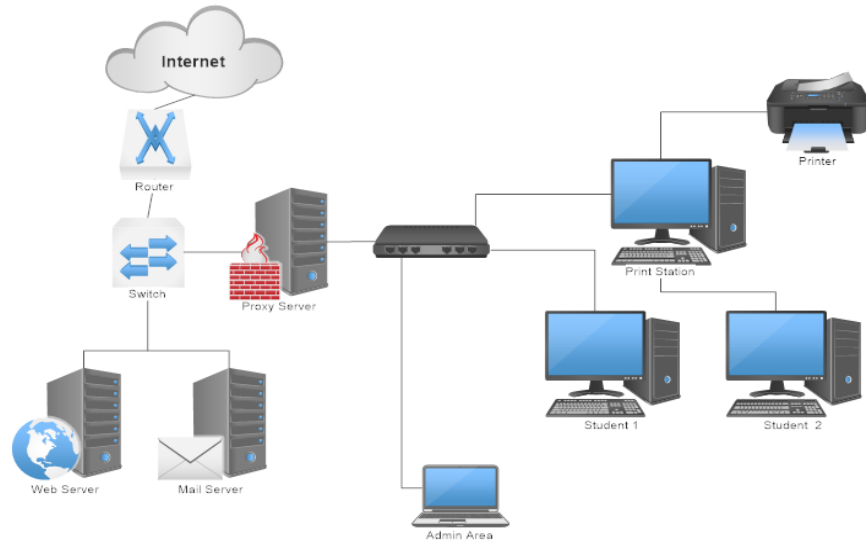 Internet
Router
Printer
Print Station
Switch
Proxy Server
Student 1
Student 2
Web Server
Mail Server
Admin Area